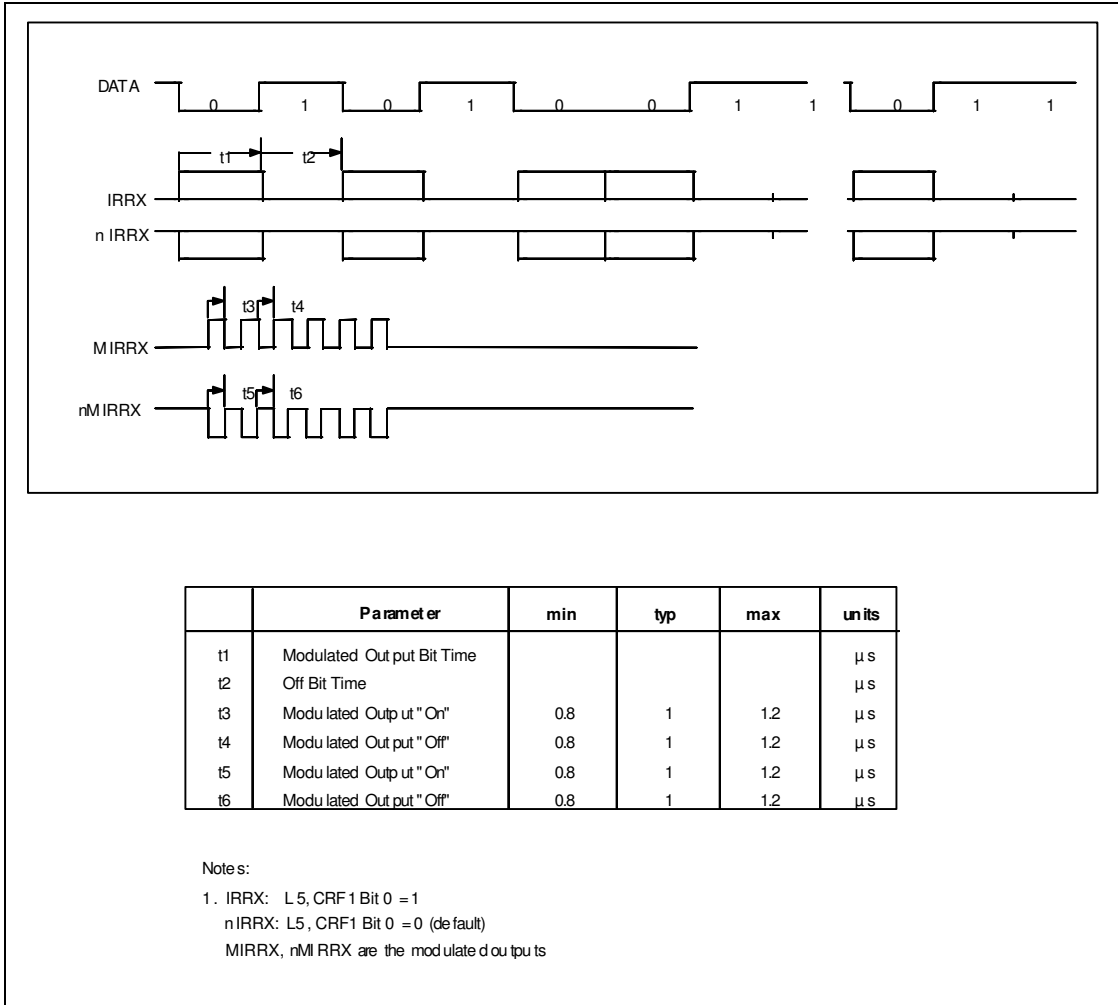 DATA
0 1 0 1 0 0 1 1 0 1 1
t1 t2
IRRX
nIRRX
t3 t4
MIRRX
t5 t6
nMIRRX
Parameter min typ max units
t1 Modulated Output Bit Time µs
t2 Off Bit Time µs
t3 Modulated Output "On" 0.8 1 1.2 µs
t4 Modulated Output "Off" 0.8 1 1.2 µs
t5 Modulated Output "On" 0.8 1 1.2 µs
t6 Modulated Output "Off" 0.8 1 1.2 µs
Notes:
1. IRRX: L5, CRF1 Bit 0 = 1
nIRRX: L5, CRF1 Bit 0 = 0 (default)
MIRRX, nMIRRX are the modulated outputs